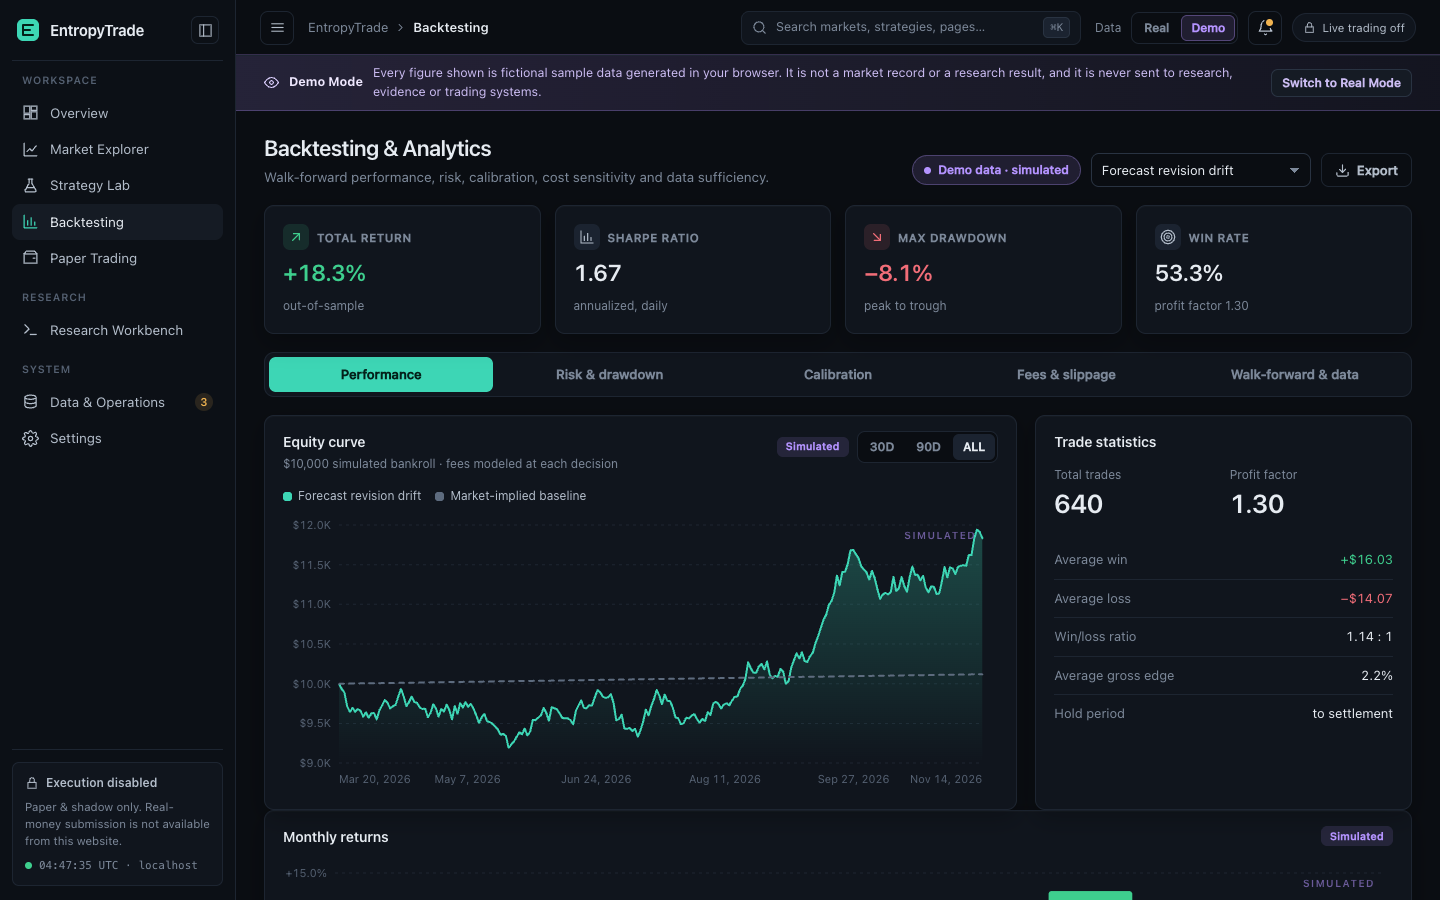 EntropyTrade
WORKSPACE
Overview
Market Explorer
Strategy Lab
Backtesting
Paper Trading
RESEARCH
Research Workbench
SYSTEM
Data & Operations 3
Settings
Execution disabled
Paper & shadow only. Real-
money submission is not available
from this website.
04:47:35 UTC · localhost
EntropyTrade > Backtesting
Search markets, strategies, pages... ⌘K
Data Real Demo
Live trading off
Demo Mode
Every figure shown is fictional sample data generated in your browser. It is not a market record or a research result, and it is never sent to research,
evidence or trading systems.
Switch to Real Mode
Backtesting & Analytics
Walk-forward performance, risk, calibration, cost sensitivity and data sufficiency.
Demo data · simulated
Forecast revision drift
Export
TOTAL RETURN
+18.3%
out-of-sample
SHARPE RATIO
1.67
annualized, daily
MAX DRAWDOWN
−8.1%
peak to trough
WIN RATE
53.3%
profit factor 1.30
Performance Risk & drawdown Calibration Fees & slippage Walk-forward & data
Equity curve
$10,000 simulated bankroll · fees modeled at each decision
Simulated 30D 90D ALL
Forecast revision drift Market-implied baseline
SIMULATED
$12.0K
$11.5K
$11.0K
$10.5K
$10.0K
$9.5K
$9.0K
Mar 20, 2026 May 7, 2026 Jun 24, 2026 Aug 11, 2026 Sep 27, 2026 Nov 14, 2026
Trade statistics
Total trades Profit factor
640 1.30
Average win +$16.03
Average loss −$14.07
Win/loss ratio 1.14 : 1
Average gross edge 2.2%
Hold period to settlement
Monthly returns Simulated
+15.0%
SIMULATED